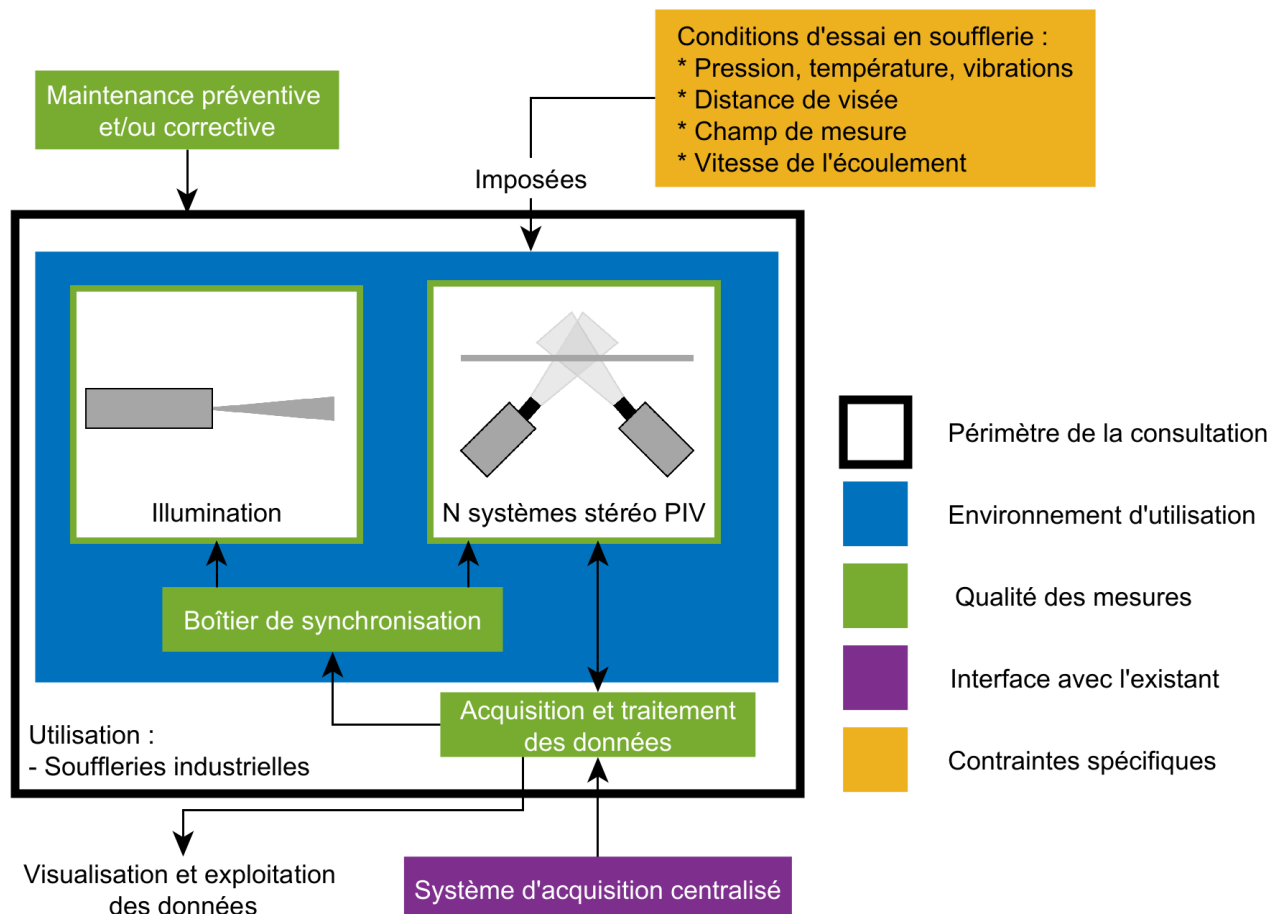 Conditions d'essai en soufflerie :
* Pression, température, vibrations
* Distance de visée
* Champ de mesure
* Vitesse de l'écoulement
Maintenance préventive
et/ou corrective
Imposées
Illumination
N systèmes stéréo PIV
Boîtier de synchronisation
Acquisition et traitement
des données
Utilisation :
- Souffleries industrielles
Visualisation et exploitation
des données
Système d'acquisition centralisé
Périmètre de la consultation
Environnement d'utilisation
Qualité des mesures
Interface avec l'existant
Contraintes spécifiques